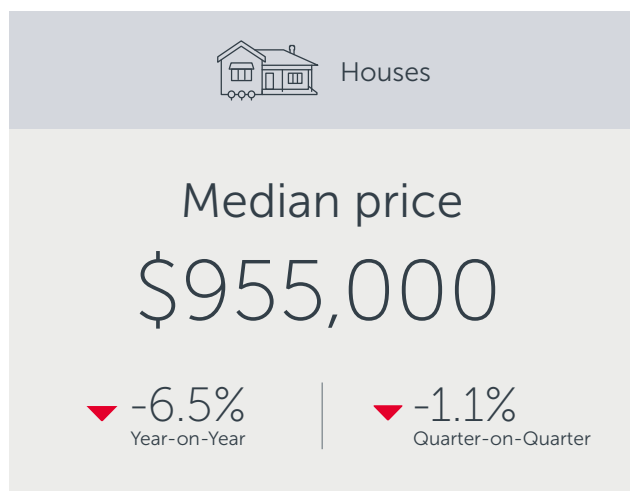 Houses
Median price
$955,000
-6.5%
Year-on-Year
-1.1%
Quarter-on-Quarter